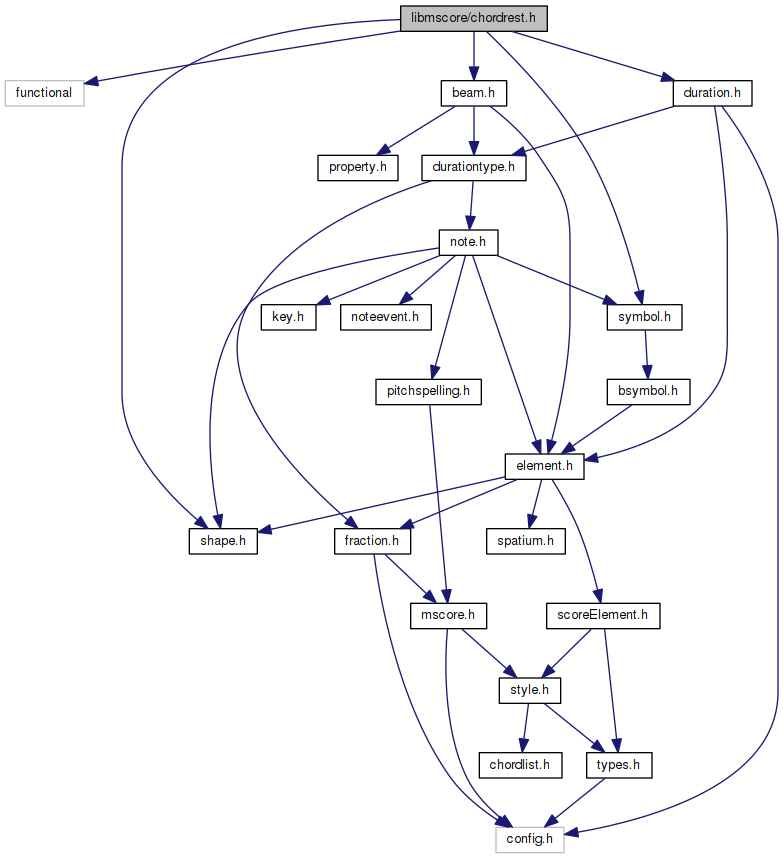 libmscore/chordrest.h
functional
beam.h
duration.h
property.h
durationtype.h
note.h
key.h
noteevent.h
symbol.h
pitchspelling.h
bsymbol.h
element.h
shape.h
fraction.h
spatium.h
mscore.h
scoreElement.h
style.h
chordlist.h
types.h
config.h